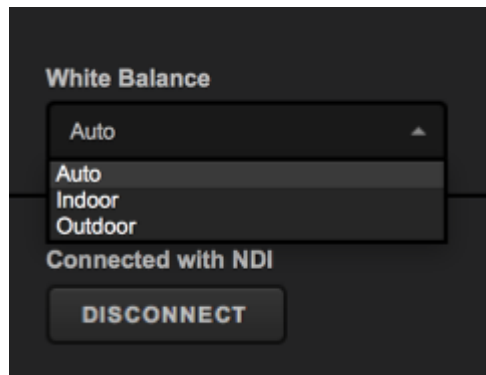 White Balance
Auto
Auto
Indoor
Outdoor
Connected with NDI
DISCONNECT